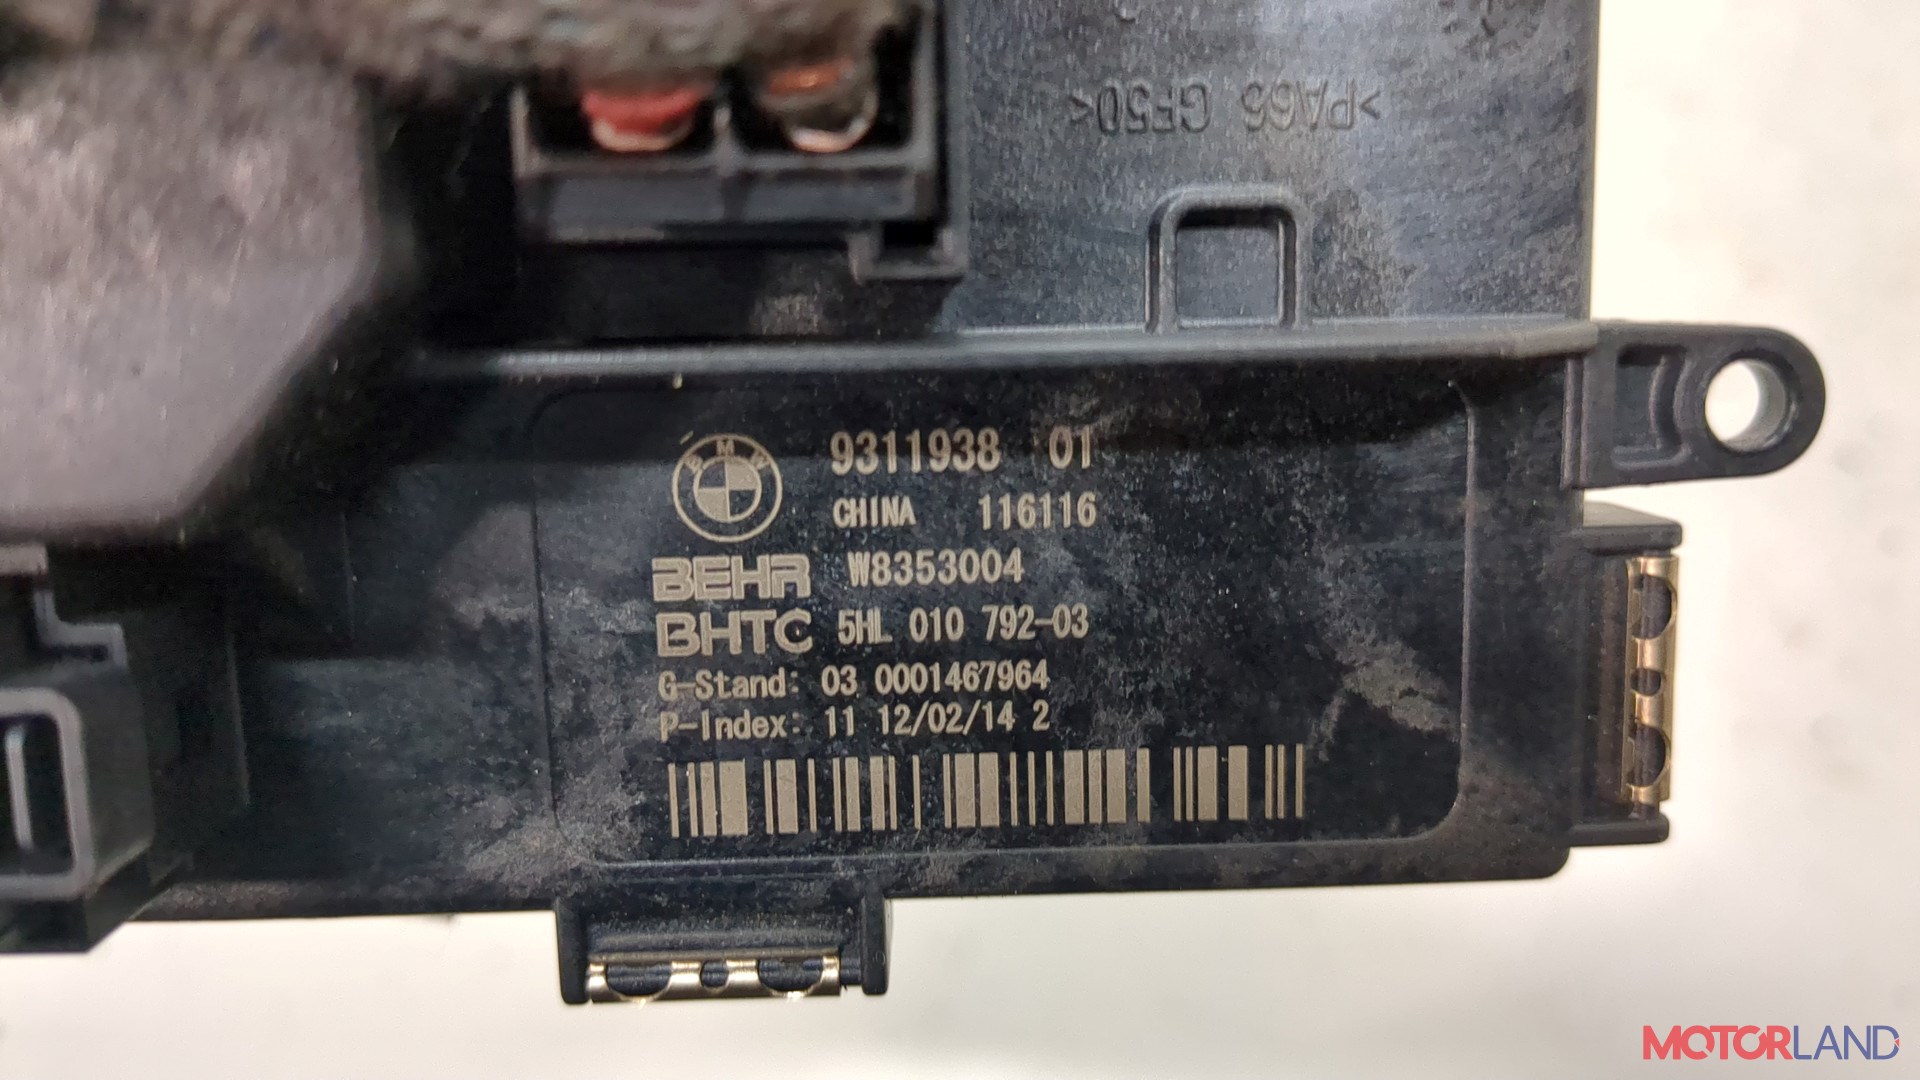 >PA66 GF50<
BMW 9311938 01
CHINA 116116
BEHR W8353004
BHTC 5HL 010 792-03
G-Stand: 03 0001467964
P-Index: 11 12/02/14 2
MOTORLAND